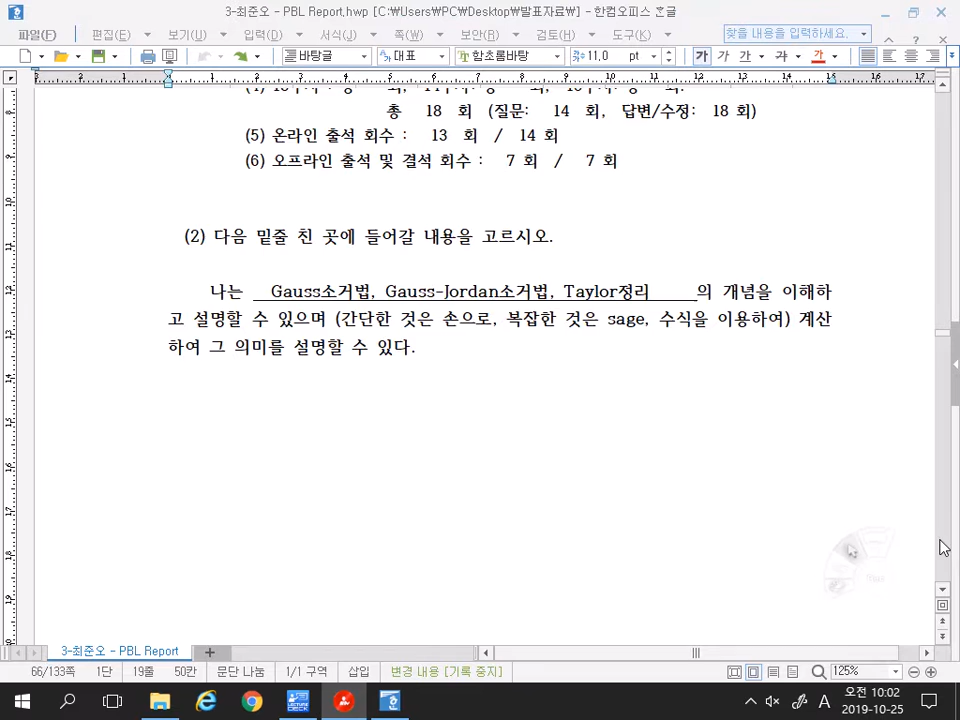 3-최준오 - PBL Report.hwp [C:\Users\PC\Desktop\발표자료\] - 한컴오피스 한글
파일(F) 편집(E) 보기(U) 입력(D) 서식(J) 쪽(W) 보안(R) 검토(H) 도구(K) 찾을 내용을 입력하세요.
바탕글 대표 함초롬바탕 11.0 pt 가 가 가 가 가
총 18 회 (질문: 14 회, 답변/수정: 18 회)
(5) 온라인 출석 회수 : 13 회 / 14 회
(6) 오프라인 출석 및 결석 회수 : 7 회 / 7 회
(2) 다음 밑줄 친 곳에 들어갈 내용을 고르시오.
나는 Gauss소거법, Gauss-Jordan소거법, Taylor정리 의 개념을 이해하
고 설명할 수 있으며 (간단한 것은 손으로, 복잡한 것은 sage, 수식을 이용하여) 계산
하여 그 의미를 설명할 수 있다.
3-최준오 - PBL Report
66/133쪽 1단 19줄 50칸 문단 나눔 1/1 구역 삽입 변경 내용 [기록 중지] 125%
A 오전 10:02
2019-10-25